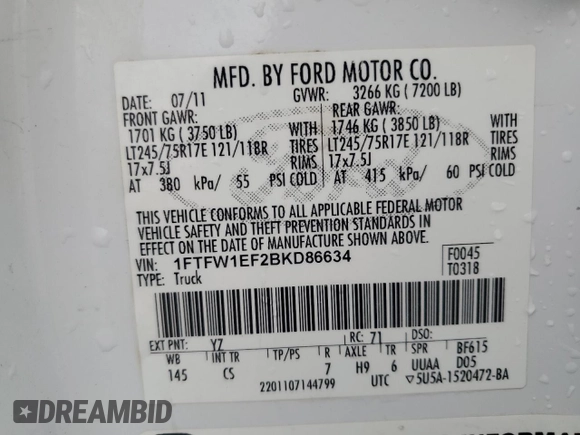 MFD. BY FORD MOTOR CO.
DATE: 07/11 GVWR: 3266 KG ( 7200 LB)
FRONT GAWR: REAR GAWR:
1701 KG ( 3750 LB) WITH 1746 KG ( 3850 LB) WITH
LT245/75R17E 121/118R TIRES LT245/75R17E 121/118R TIRES
17x7.5J RIMS 17x7.5J RIMS
AT 380 kPa/ 55 PSI COLD AT 415 kPa/ 60 PSI COLD
THIS VEHICLE CONFORMS TO ALL APPLICABLE FEDERAL MOTOR
VEHICLE SAFETY AND THEFT PREVENTION STANDARDS IN
EFFECT ON THE DATE OF MANUFACTURE SHOWN ABOVE.
VIN: 1FTFW1EF2BKD86634 F0045
TYPE: Truck T0318
EXT PNT: YZ RC: 71 DSO:
WB INT TR TP/PS R AXLE TR SPR BF615
145 CS 7 H9 6 UUAA D05
2201107144799 UTC ▽5U5A-1520472-BA
DREAMBID